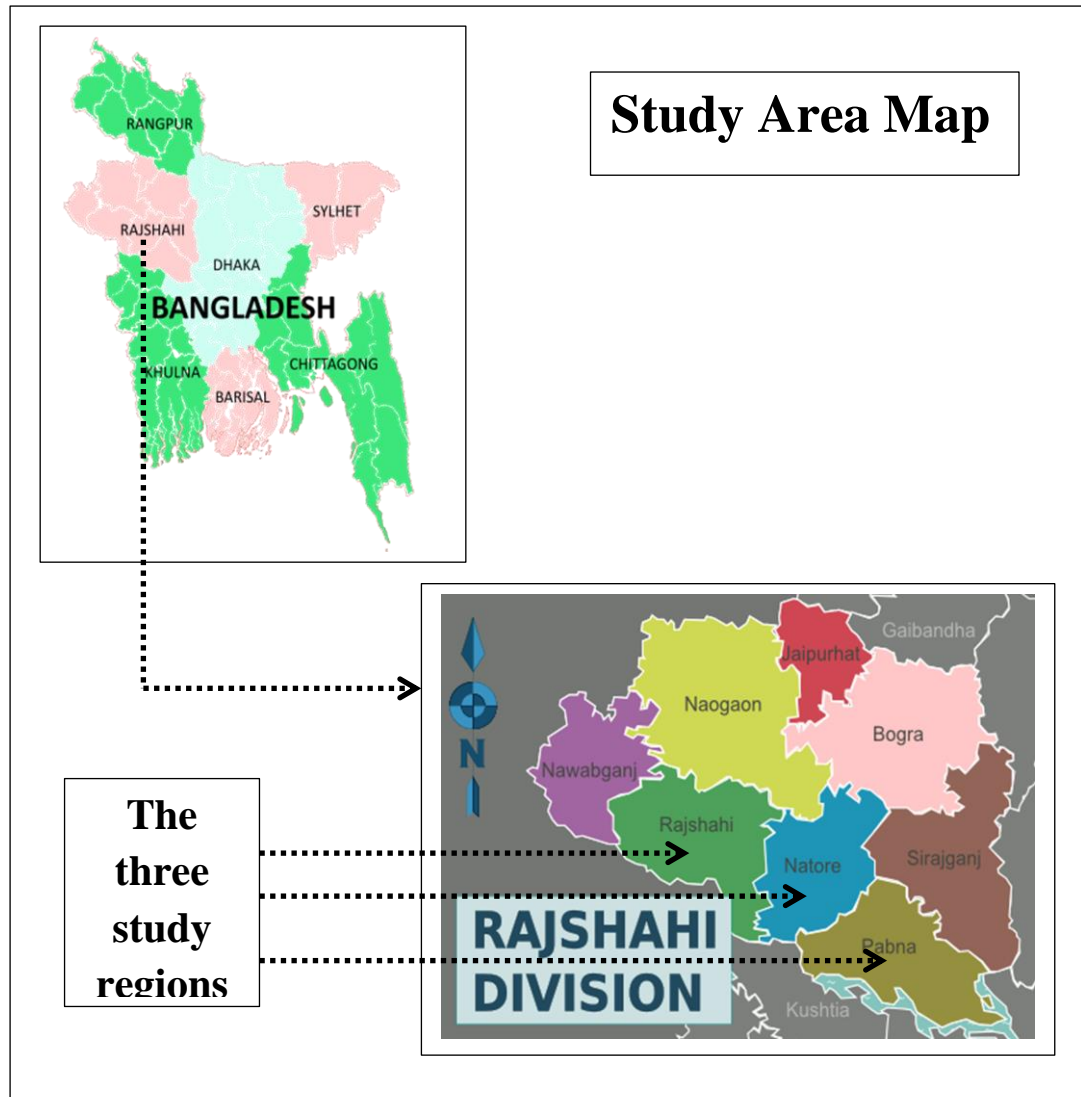 Study Area Map
RANGPUR
RAJSHAHI
SYLHET
DHAKA
BANGLADESH
KHULNA
CHITTAGONG
BARISAL
Gaibandha
Jaipurhat
Naogaon
Bogra
N
Nawabganj
Rajshahi
Natore
Sirajganj
Pabna
Kushtia
RAJSHAHI
DIVISION
The
three
study
regions